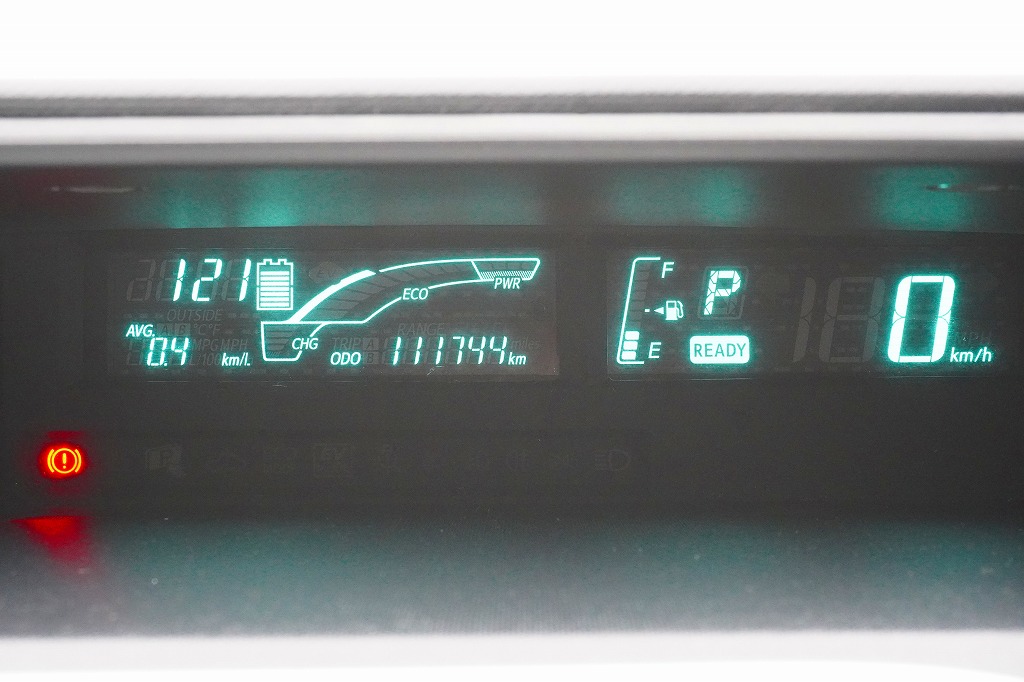 121
AVG. 0.4 km/L
CHG
ECO
PWR
ODO 111744 km
F
E
P
READY
0 km/h